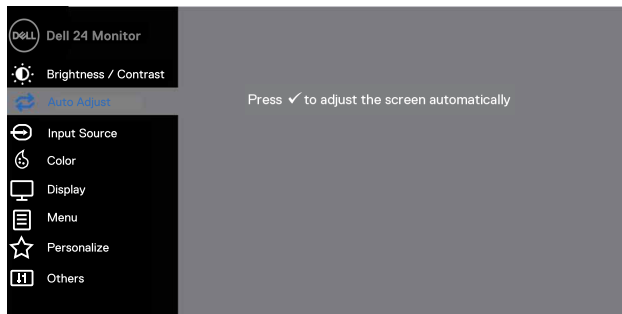 DELL
Dell 24 Monitor
Brightness / Contrast
Auto Adjust
Press ✓ to adjust the screen automatically
Input Source
Color
Display
Menu
Personalize
Others